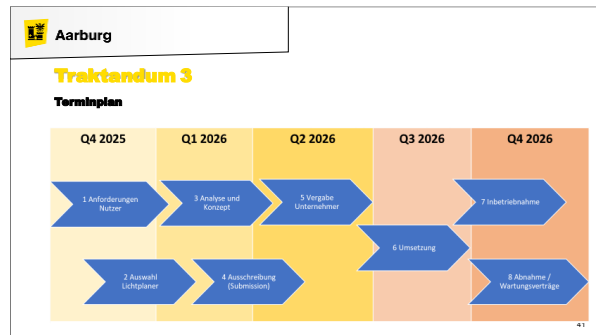 Aarburg
Traktandum 3
Terminplan
Q4 2025
Q1 2026
Q2 2026
Q3 2026
Q4 2026
1 Anforderungen
Nutzer
3 Analyse und
Konzept
5 Vergabe
Unternehmer
7 Inbetriebnahme
6 Umsetzung
2 Auswahl
Lichtplaner
4 Ausschreibung
(Submission)
8 Abnahme /
Wartungsverträge
41